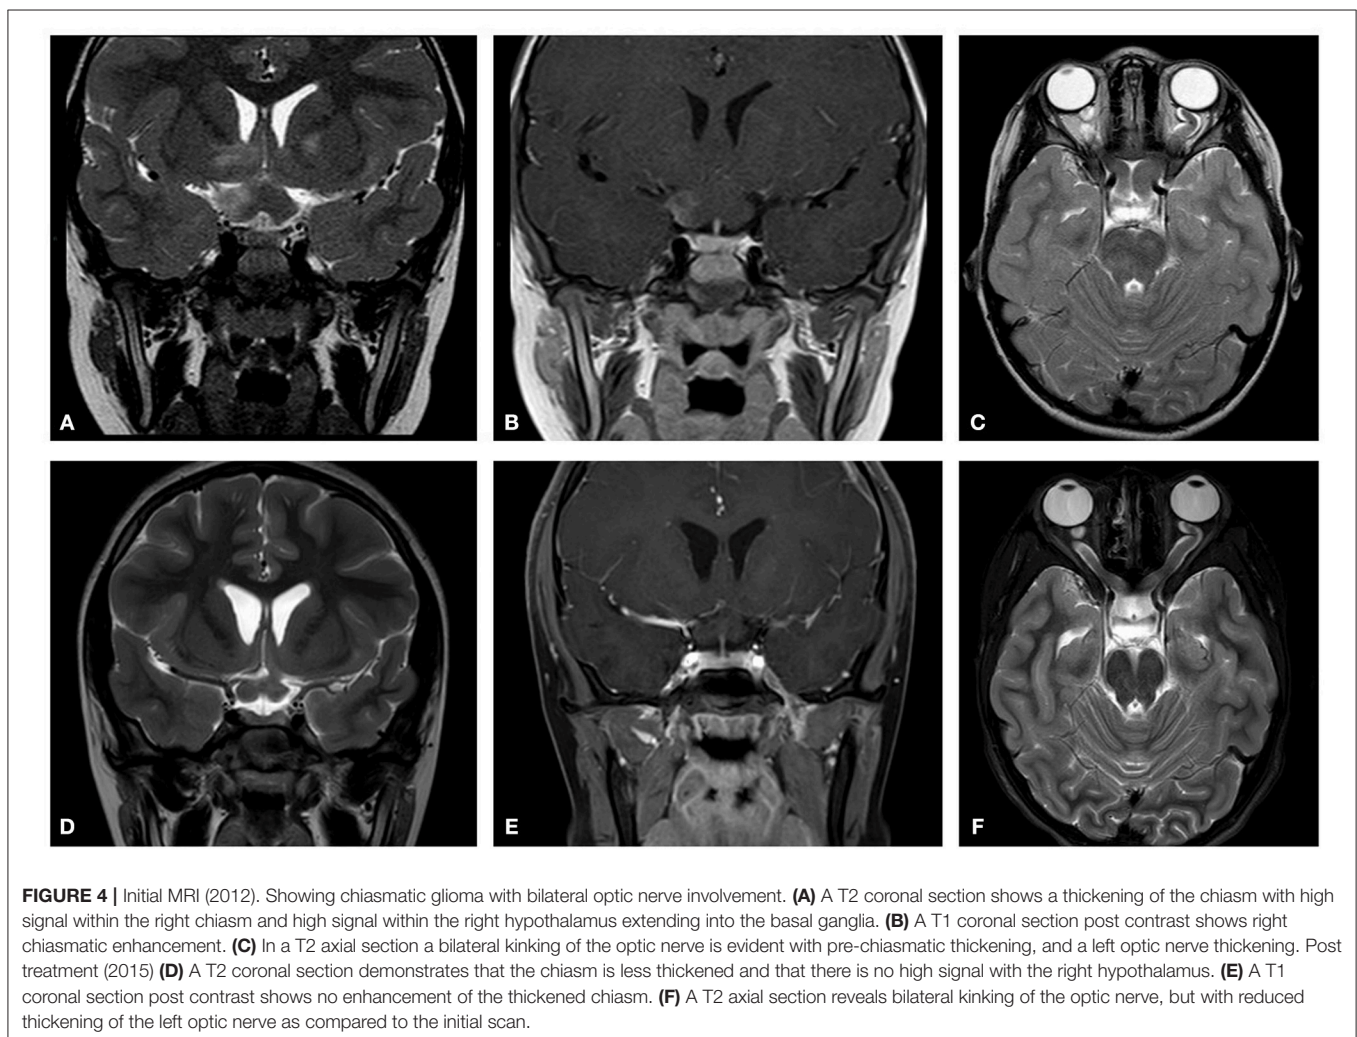 A
B
C
D
E
F
FIGURE 4 | Initial MRI (2012). Showing chiasmatic glioma with bilateral optic nerve involvement. (A) A T2 coronal section shows a thickening of the chiasm with high
signal within the right chiasm and high signal within the right hypothalamus extending into the basal ganglia. (B) A T1 coronal section post contrast shows right
chiasmatic enhancement. (C) In a T2 axial section a bilateral kinking of the optic nerve is evident with pre-chiasmatic thickening, and a left optic nerve thickening. Post
treatment (2015) (D) A T2 coronal section demonstrates that the chiasm is less thickened and that there is no high signal with the right hypothalamus. (E) A T1
coronal section post contrast shows no enhancement of the thickened chiasm. (F) A T2 axial section reveals bilateral kinking of the optic nerve, but with reduced
thickening of the left optic nerve as compared to the initial scan.